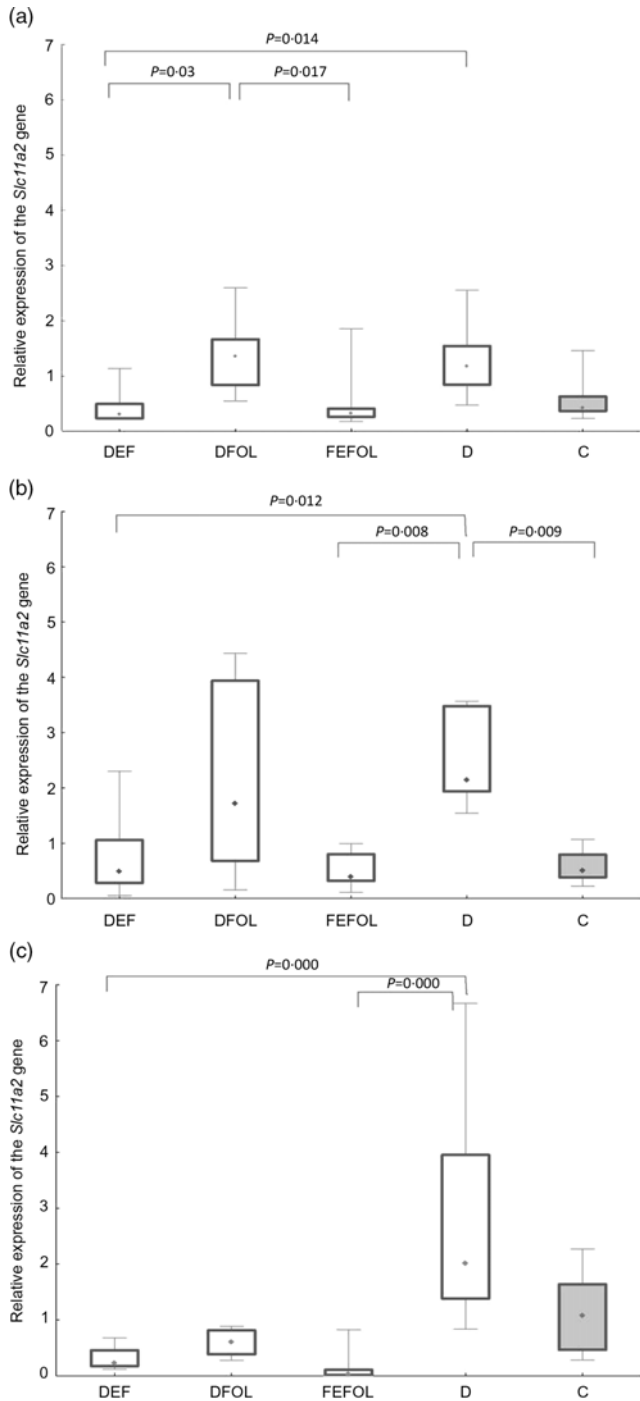 (a)
P=0·014
P=0·03 P=0·017
7
6
5
4
3
2
1
0
Relative expression of the Slc11a2 gene
DEF DFOL FEFOL D C
(b)
P=0·012
P=0·008 P=0·009
7
6
5
4
3
2
1
0
Relative expression of the Slc11a2 gene
DEF DFOL FEFOL D C
(c)
P=0·000
P=0·000
7
6
5
4
3
2
1
0
Relative expression of the Slc11a2 gene
DEF DFOL FEFOL D C